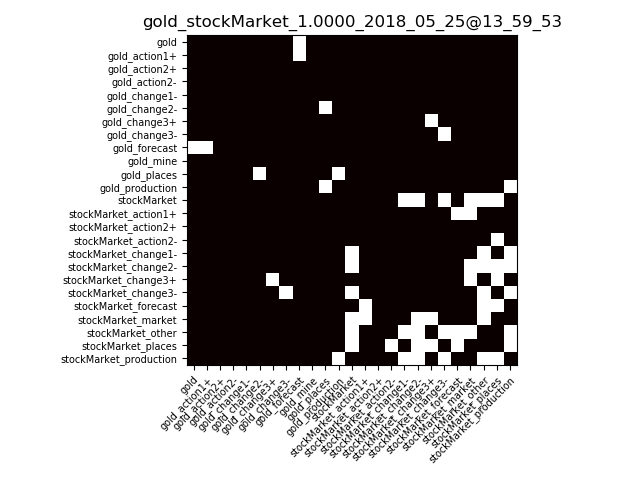 gold_stockMarket_1.0000_2018_05_25@13_59_53
gold
gold_action1+
gold_action2+
gold_action2-
gold_change1-
gold_change2-
gold_change3+
gold_change3-
gold_forecast
gold_mine
gold_places
gold_production
stockMarket
stockMarket_action1+
stockMarket_action2+
stockMarket_action2-
stockMarket_change1-
stockMarket_change2-
stockMarket_change3+
stockMarket_change3-
stockMarket_forecast
stockMarket_market
stockMarket_other
stockMarket_places
stockMarket_production
gold
gold_action1+
gold_action2+
gold_action2-
gold_change1-
gold_change2-
gold_change3+
gold_change3-
gold_forecast
gold_mine
gold_places
gold_production
stockMarket
stockMarket_action1+
stockMarket_action2+
stockMarket_action2-
stockMarket_change1-
stockMarket_change2-
stockMarket_change3+
stockMarket_change3-
stockMarket_forecast
stockMarket_market
stockMarket_other
stockMarket_places
stockMarket_production